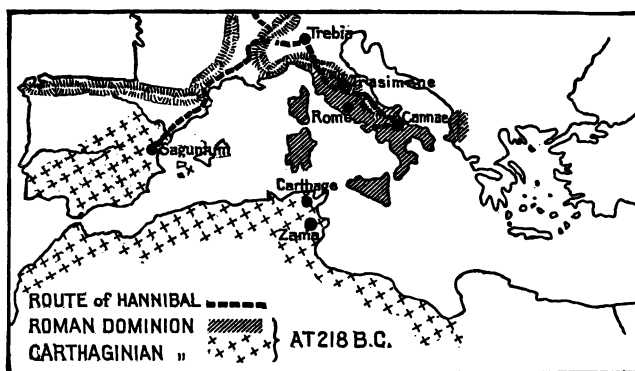 Trebia
Trasimene
Rome
Cannae
Saguntum
Carthage
Zama
ROUTE of HANNIBAL
ROMAN DOMINION
CARTHAGINIAN „
AT 218 B.C.